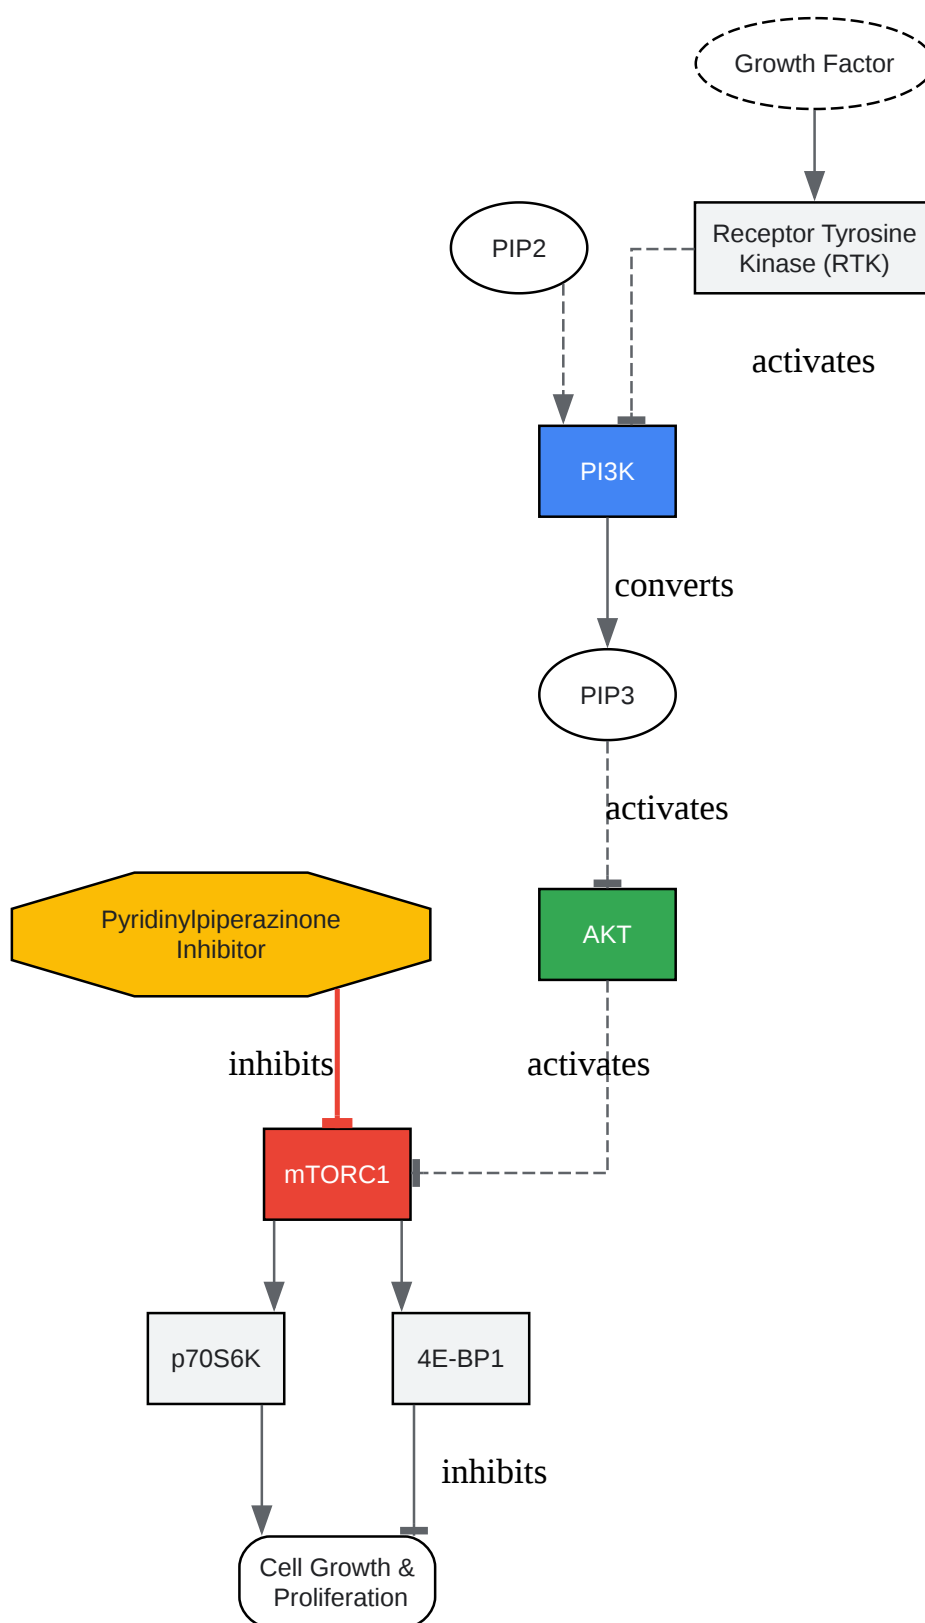 Growth Factor
PIP2
Receptor Tyrosine
Kinase (RTK)
activates
PI3K
converts
PIP3
activates
Pyridinylpiperazinone
Inhibitor
AKT
inhibits
activates
mTORC1
p70S6K
4E-BP1
inhibits
Cell Growth &
Proliferation